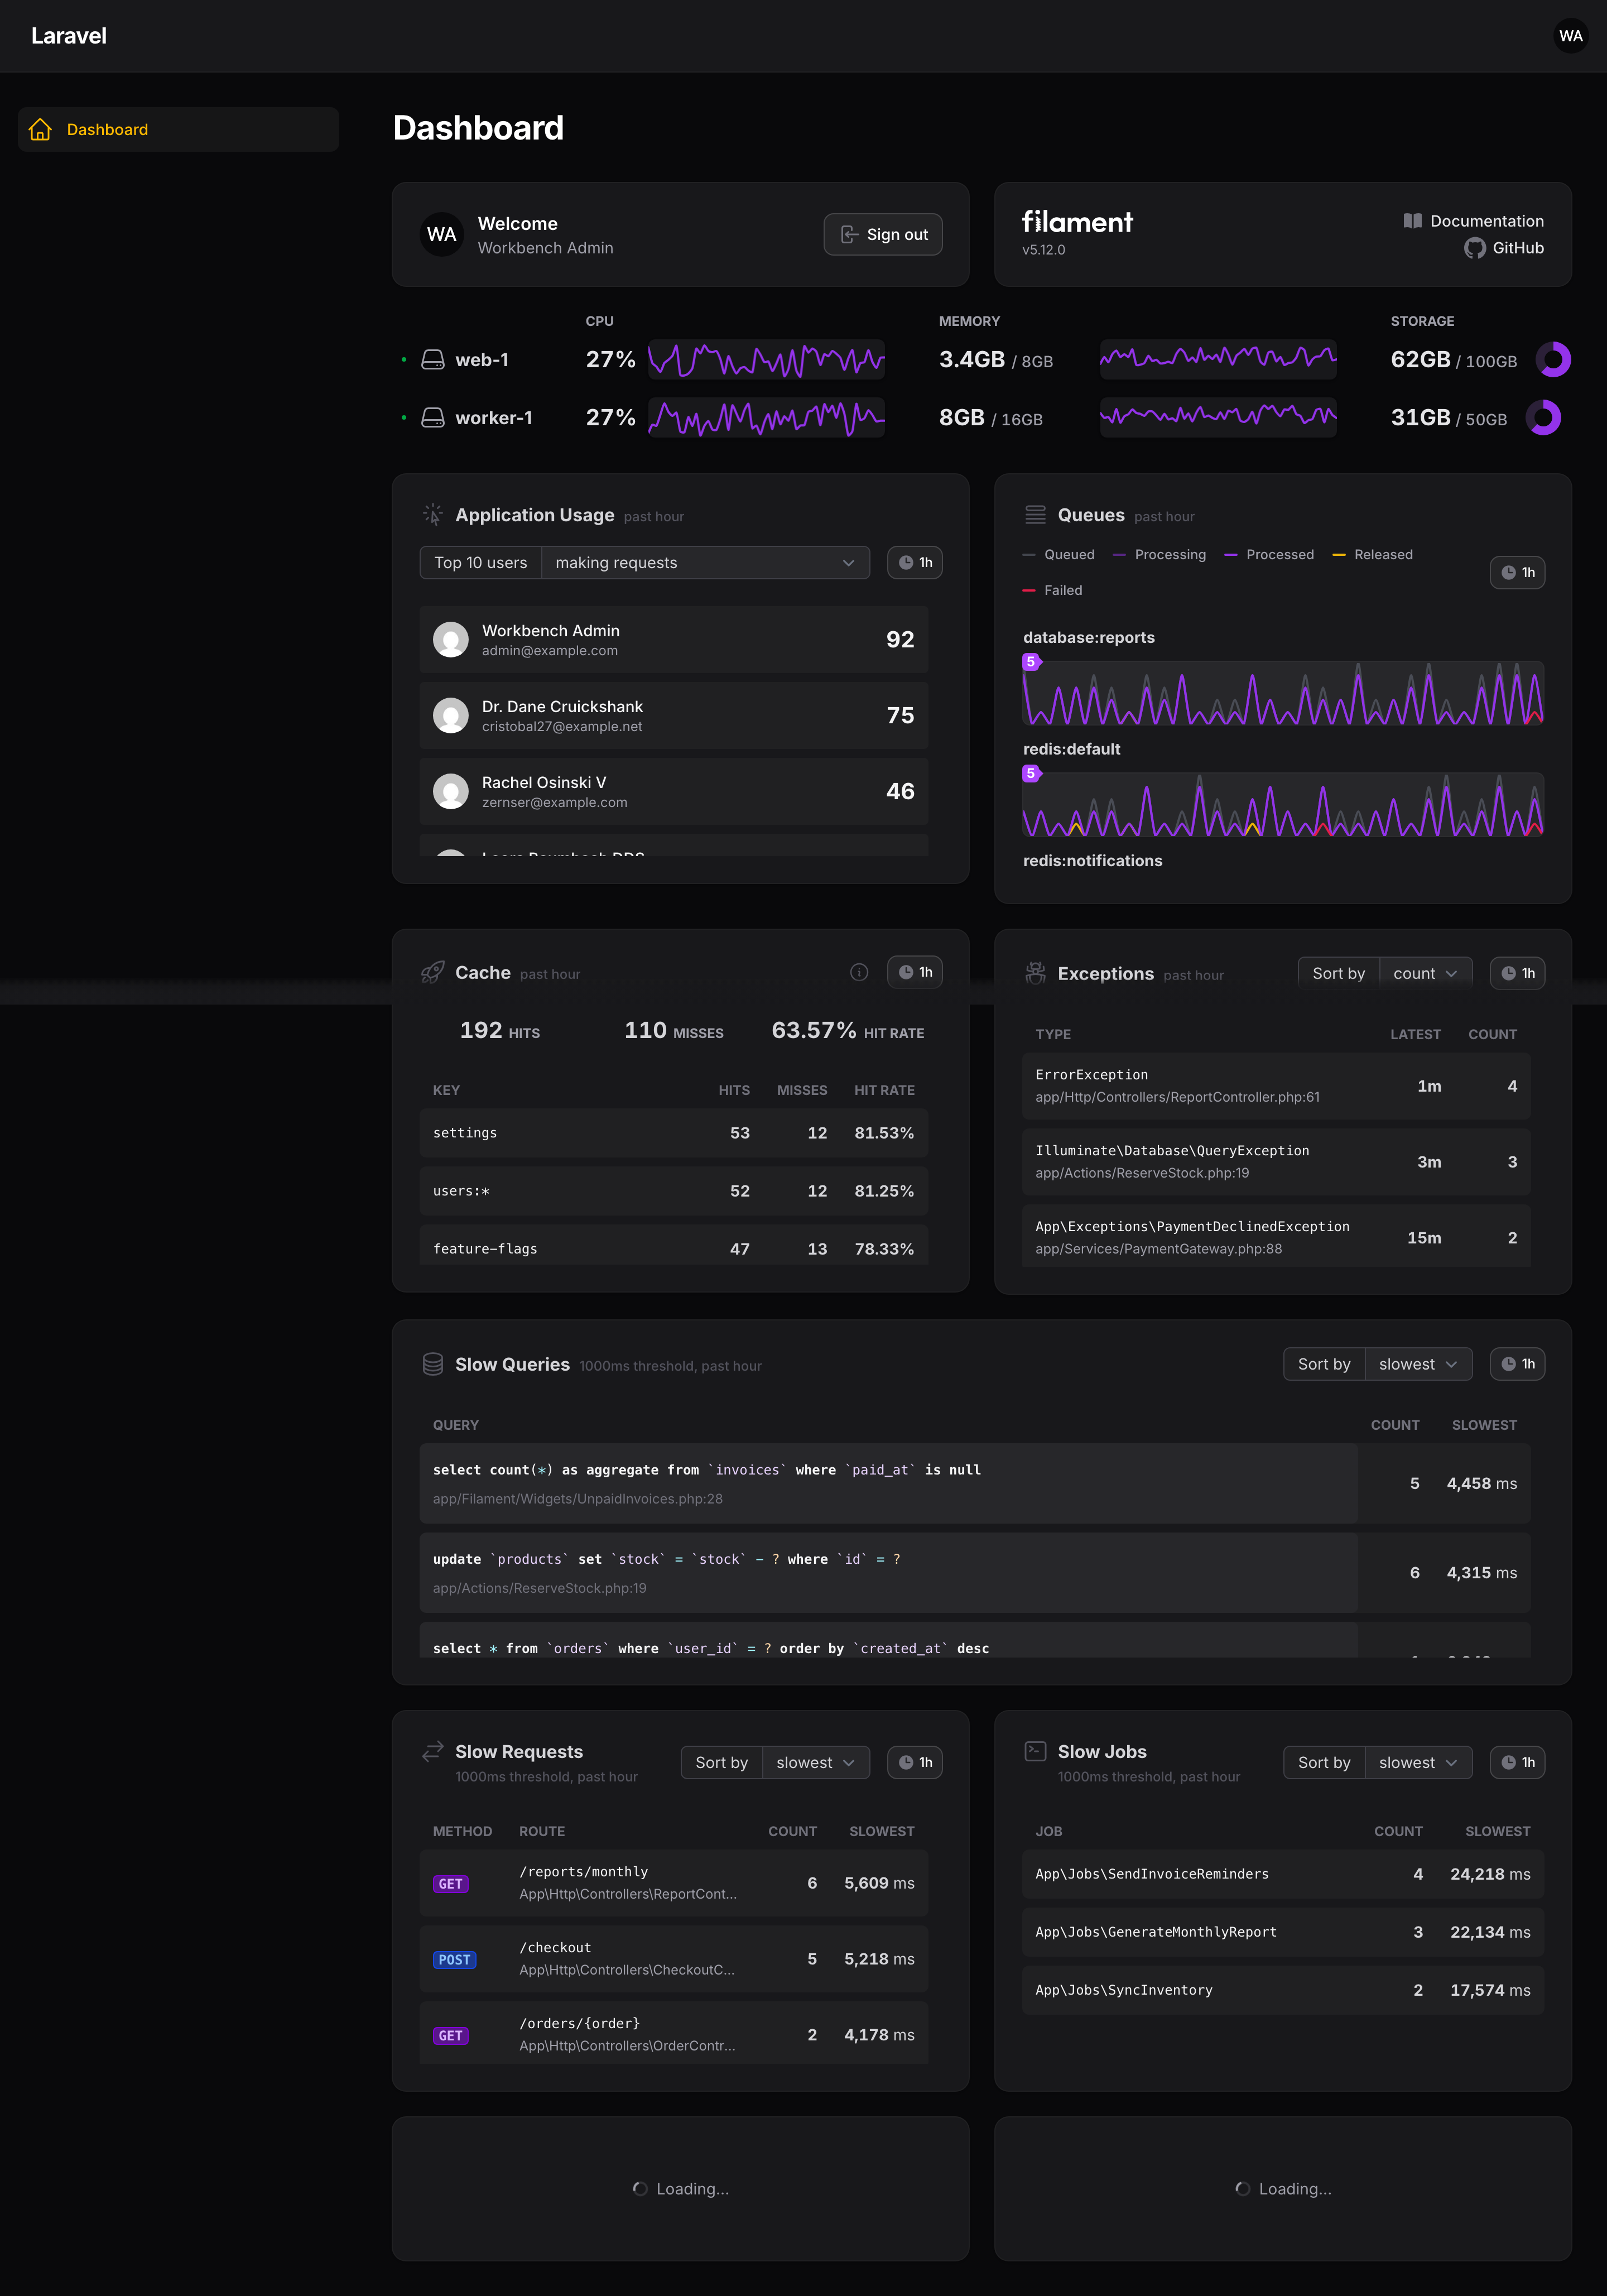 Laravel
WA
Dashboard
Dashboard
WA
Welcome
Workbench Admin
Sign out
filament
v5.12.0
Documentation
GitHub
CPU
MEMORY
STORAGE
web-1
27%
3.4GB / 8GB
62GB / 100GB
worker-1
27%
8GB / 16GB
31GB / 50GB
Application Usage past hour
Top 10 users
making requests
1h
Workbench Admin
admin@example.com
92
Dr. Dane Cruickshank
cristobal27@example.net
75
Rachel Osinski V
zernser@example.com
46
Queues past hour
Queued
Processing
Processed
Released
Failed
1h
database:reports
5
redis:default
5
redis:notifications
Cache past hour
1h
192 HITS
110 MISSES
63.57% HIT RATE
KEY HITS MISSES HIT RATE
settings 53 12 81.53%
users:* 52 12 81.25%
feature-flags 47 13 78.33%
Exceptions past hour
Sort by
count
1h
TYPE LATEST COUNT
ErrorException
app/Http/Controllers/ReportController.php:61
1m 4
Illuminate\Database\QueryException
app/Actions/ReserveStock.php:19
3m 3
App\Exceptions\PaymentDeclinedException
app/Services/PaymentGateway.php:88
15m 2
Slow Queries 1000ms threshold, past hour
Sort by
slowest
1h
QUERY COUNT SLOWEST
select count(*) as aggregate from `invoices` where `paid_at` is null
app/Filament/Widgets/UnpaidInvoices.php:28
5 4,458 ms
update `products` set `stock` = `stock` - ? where `id` = ?
app/Actions/ReserveStock.php:19
6 4,315 ms
select * from `orders` where `user_id` = ? order by `created_at` desc
Slow Requests
1000ms threshold, past hour
Sort by
slowest
1h
METHOD ROUTE COUNT SLOWEST
GET
/reports/monthly
App\Http\Controllers\ReportCont...
6 5,609 ms
POST
/checkout
App\Http\Controllers\CheckoutC...
5 5,218 ms
GET
/orders/{order}
App\Http\Controllers\OrderContr...
2 4,178 ms
Slow Jobs
1000ms threshold, past hour
Sort by
slowest
1h
JOB COUNT SLOWEST
App\Jobs\SendInvoiceReminders 4 24,218 ms
App\Jobs\GenerateMonthlyReport 3 22,134 ms
App\Jobs\SyncInventory 2 17,574 ms
Loading...
Loading...